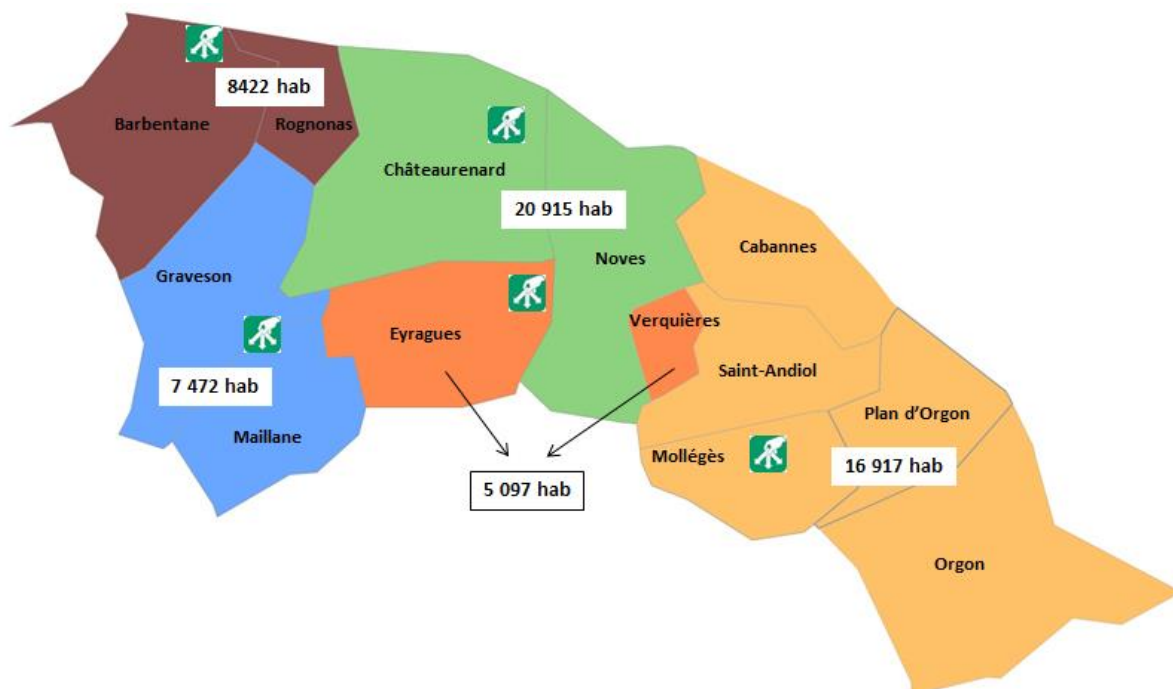 8422 hab
Barbentane
Rognonas
Châteaurenard
20 915 hab
Noves
Cabannes
Graveson
Eyragues
Verquières
Saint-Andiol
7 472 hab
Maillane
Plan d'Orgon
Mollégès
16 917 hab
5 097 hab
Orgon